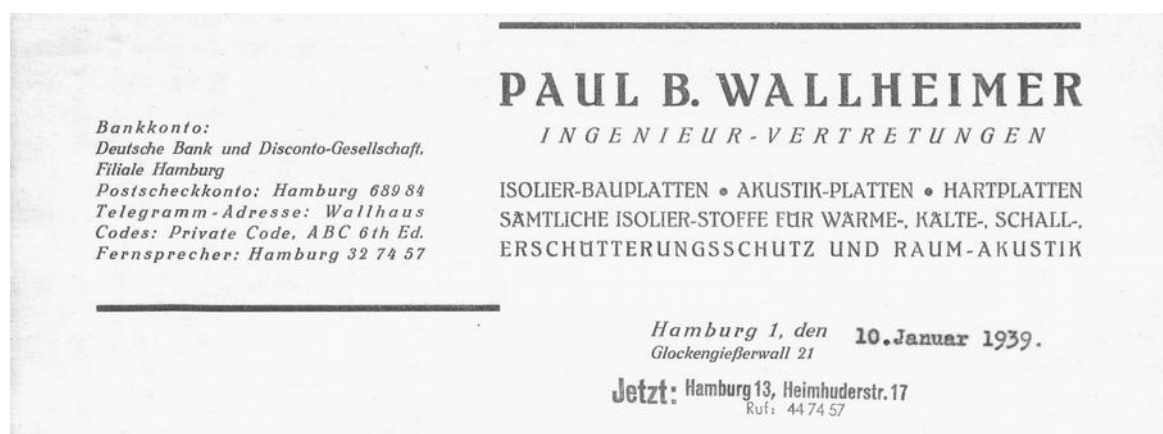 PAUL B. WALLHEIMER
INGENIEUR-VERTRETUNGEN
ISOLIER-BAUPLATTEN • AKUSTIK-PLATTEN • HARTPLATTEN
SÄMTLICHE ISOLIER-STOFFE FÜR WÄRME-, KÄLTE-, SCHALL-,
ERSCHÜTTERUNGSSCHUTZ UND RAUM-AKUSTIK
Bankkonto:
Deutsche Bank und Disconto-Gesellschaft,
Filiale Hamburg
Postscheckkonto: Hamburg 689 84
Telegramm-Adresse: Wallhaus
Codes: Private Code, ABC 6th Ed.
Fernsprecher: Hamburg 32 74 57
Hamburg 1, den 10.Januar 1939.
Glockengießerwall 21
Jetzt: Hamburg 13, Heimhuderstr. 17
Ruf: 44 74 57